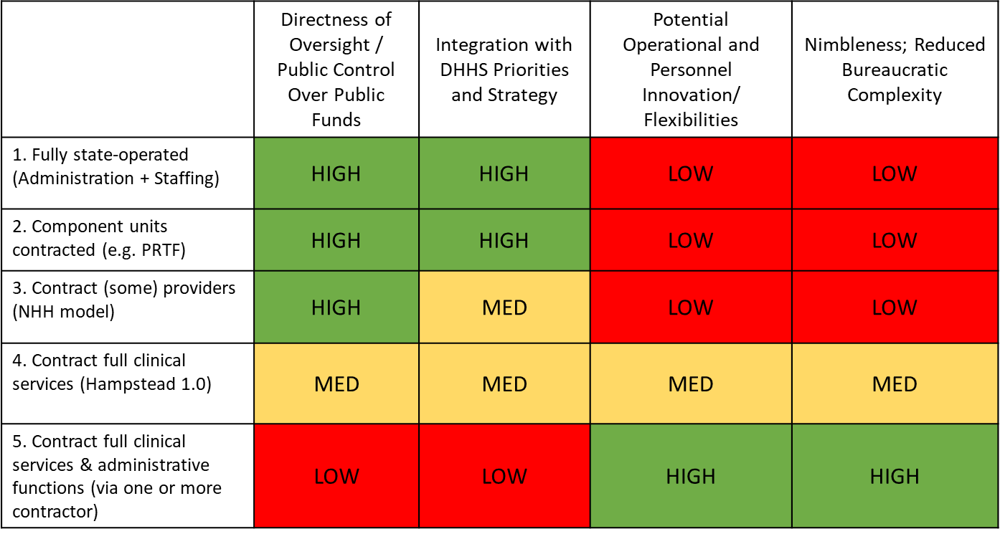 Directness of
Oversight /
Public Control
Over Public
Funds
Integration with
DHHS Priorities
and Strategy
Potential
Operational and
Personnel
Innovation/
Flexibilities
Nimbleness; Reduced
Bureaucratic
Complexity
1. Fully state-operated
(Administration + Staffing)
HIGH
HIGH
LOW
LOW
2. Component units
contracted (e.g. PRTF)
HIGH
HIGH
LOW
LOW
3. Contract (some) providers
(NHH model)
HIGH
MED
LOW
LOW
4. Contract full clinical
services (Hampstead 1.0)
MED
MED
MED
MED
5. Contract full clinical
services & administrative
functions (via one or more
contractor)
LOW
LOW
HIGH
HIGH